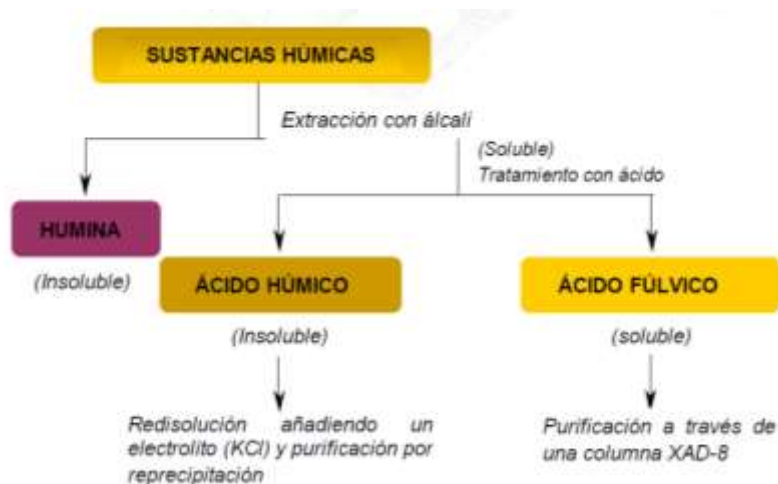 SUSTANCIAS HÚMICAS
Extracción con álcali
(Soluble)
Tratamiento con ácido
HUMINA
(Insoluble)
ÁCIDO HÚMICO
ÁCIDO FÚLVICO
(Insoluble)
(soluble)
Redisolución añadiendo un
electrolito (KCl) y purificación por
reprecipitación
Purificación a través de
una columna XAD-8